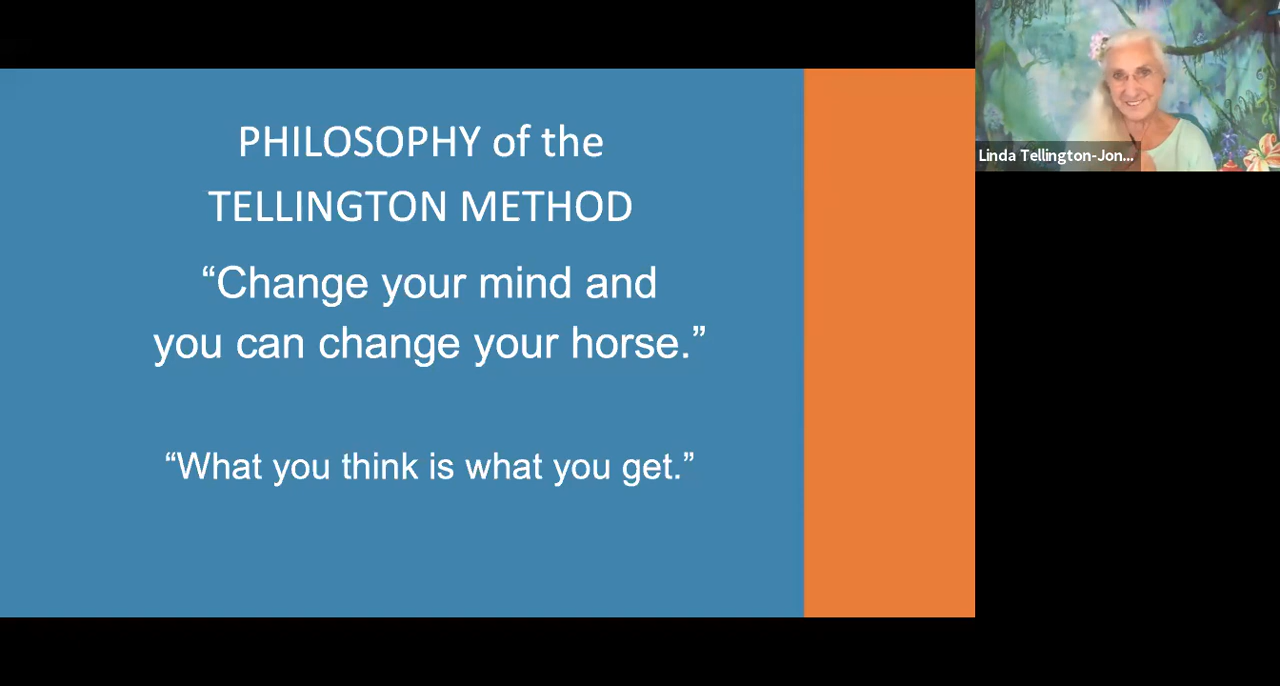 PHILOSOPHY of the
TELLINGTON METHOD
“Change your mind and
you can change your horse.”
“What you think is what you get.”
Linda Tellington-Jon...